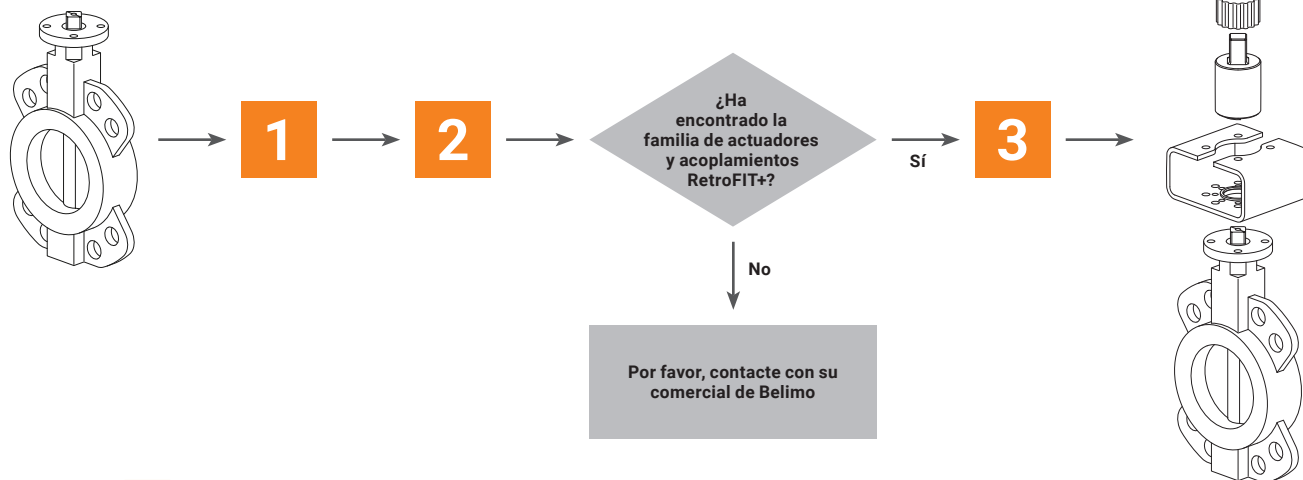 1
2
¿Ha
encontrado la
familia de actuadores
y acoplamientos
RetroFIT+?
Sí
3
No
Por favor, contacte con su
comercial de Belimo